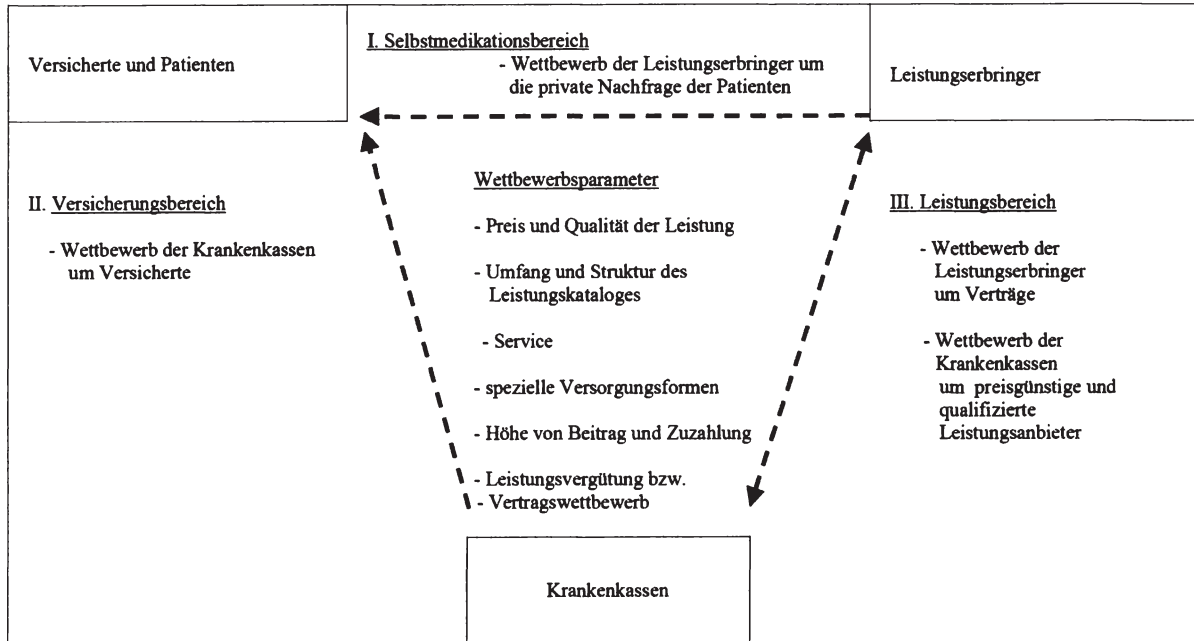 Versicherte und Patienten
I. Selbstmedikationsbereich
- Wettbewerb der Leistungserbringer um
die private Nachfrage der Patienten
Leistungserbringer
II. Versicherungsbereich
- Wettbewerb der Krankenkassen
um Versicherte
Wettbewerbsparameter
- Preis und Qualität der Leistung
- Umfang und Struktur des
Leistungskataloges
- Service
- spezielle Versorgungsformen
- Höhe von Beitrag und Zuzahlung
- Leistungsvergütung bzw.
- Vertragswettbewerb
III. Leistungsbereich
- Wettbewerb der
Leistungserbringer
um Verträge
- Wettbewerb der
Krankenkassen
um preisgünstige und
qualifizierte
Leistungsanbieter
Krankenkassen